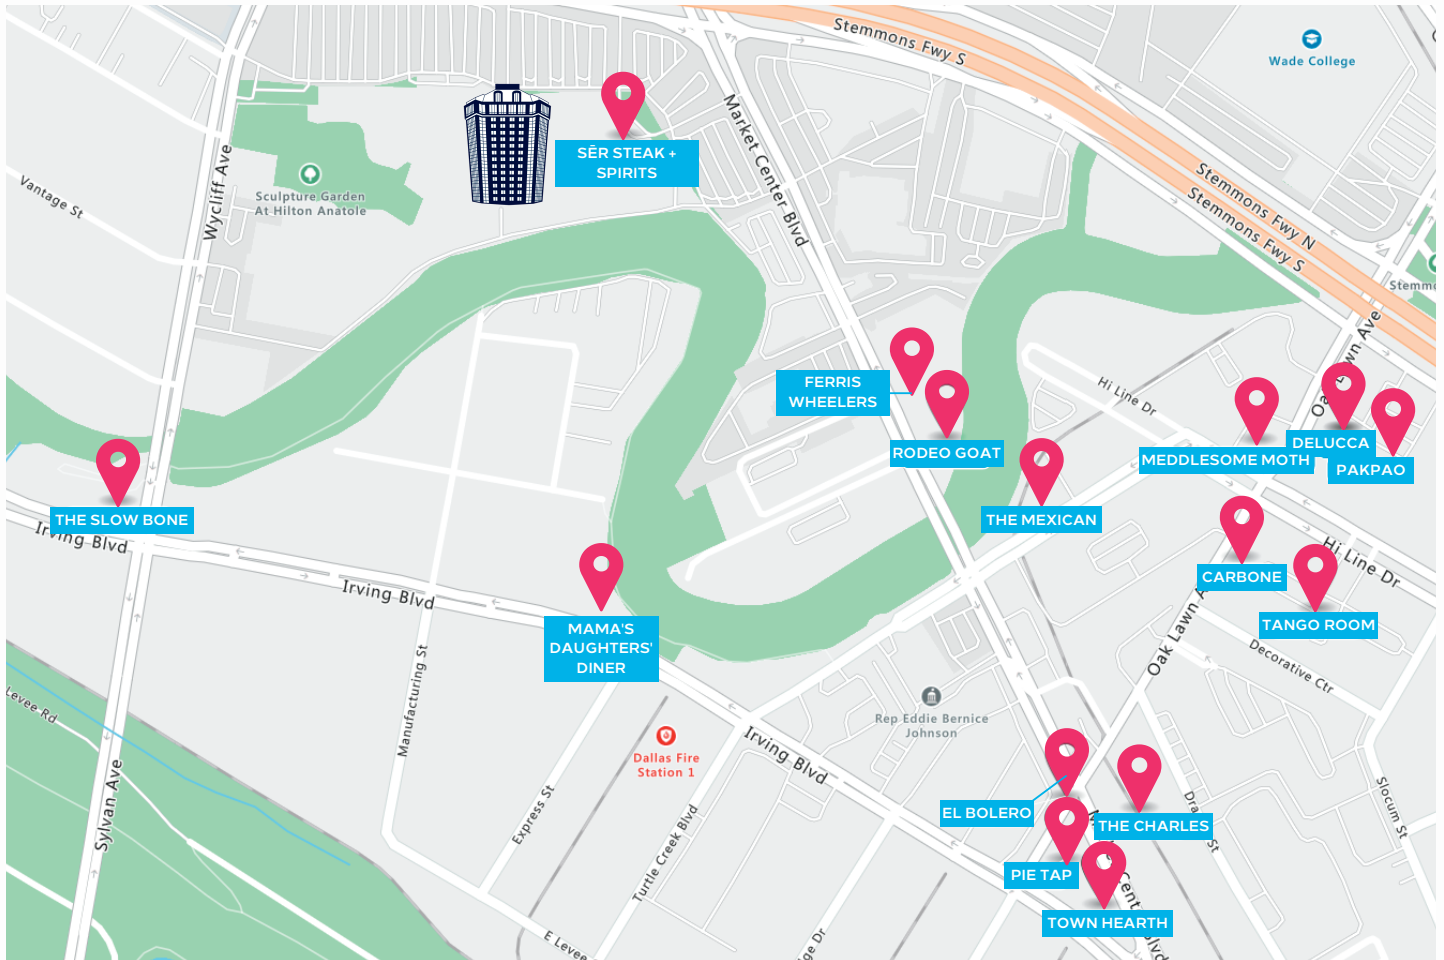 Stemmons Fwy S
Wade College
Market Center Blvd
SĒR STEAK +
SPIRITS
Wycliff Ave
Vantage St
Sculpture Garden
At Hilton Anatole
Stemmons Fwy N
Stemmons Fwy S
Oak Lawn Ave
FERRIS
WHEELERS
Hi Line Dr
RODEO GOAT
MEDDLESOME MOTH
DELUCCA
PAKPAO
THE MEXICAN
THE SLOW BONE
Irving Blvd
Irving Blvd
Hi Line Dr
CARBONE
TANGO ROOM
MAMA'S
DAUGHTERS'
DINER
Oak Lawn A
Decorative Ctr
Manufacturing St
Levee Rd
Rep Eddie Bernice
Johnson
Dallas Fire
Station 1
Irving Blvd
Sylvan Ave
Express St
Turtle Creek Blvd
EL BOLERO
THE CHARLES
Slocum St
PIE TAP
TOWN HEARTH
E Levee